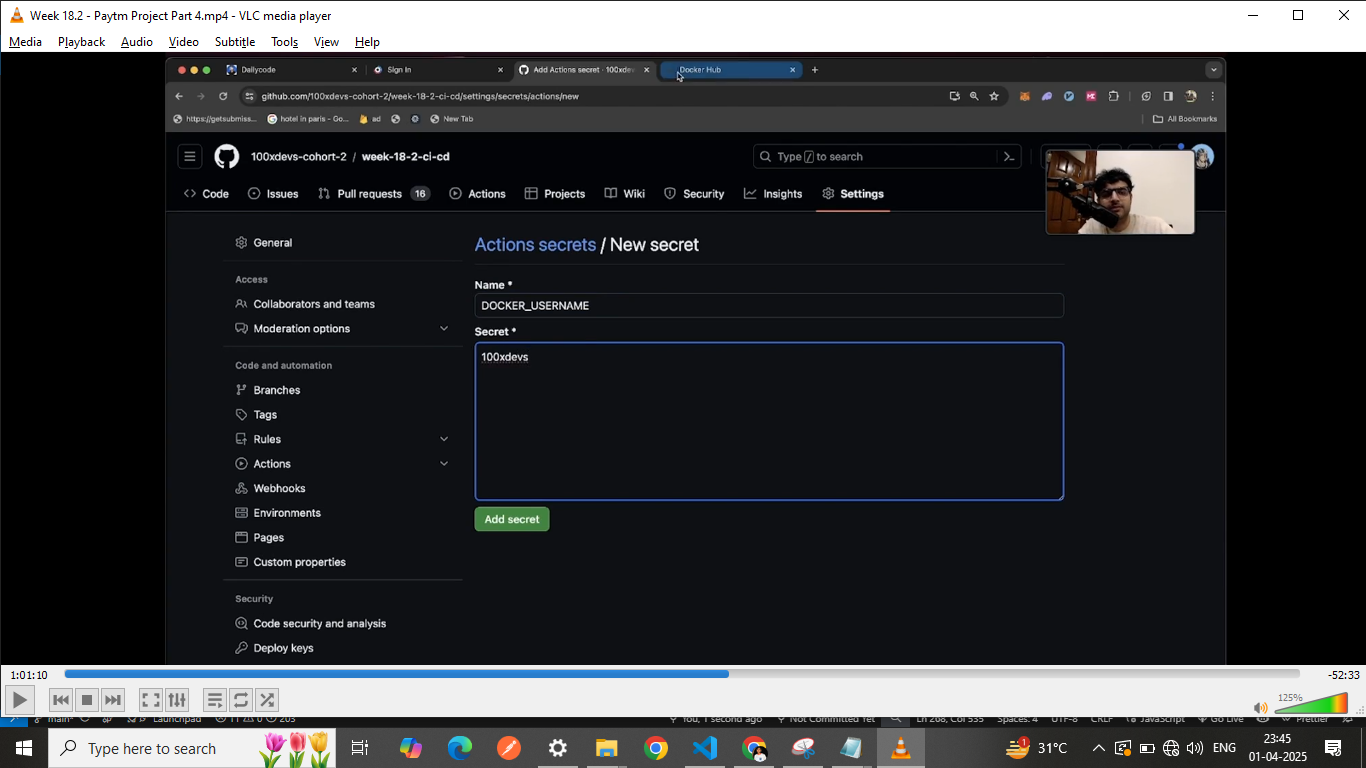 Week 18.2 - Paytm Project Part 4.mp4 - VLC media player
Media Playback Audio Video Subtitle Tools View Help
Dailycode Sign In Add Actions secret · 100xdev Docker Hub
github.com/100xdevs-cohort-2/week-18-2-ci-cd/settings/secrets/actions/new
https://getsubmiss... hotel in paris - Go... ad New Tab All Bookmarks
100xdevs-cohort-2 / week-18-2-ci-cd Type / to search
Code Issues Pull requests 16 Actions Projects Wiki Security Insights Settings
General
Access
Collaborators and teams
Moderation options
Code and automation
Branches
Tags
Rules
Actions
Webhooks
Environments
Pages
Custom properties
Security
Code security and analysis
Deploy keys
Actions secrets / New secret
Name *
DOCKER_USERNAME
Secret *
100xdevs
Add secret
1:01:10 -52:33
125%
main* Launchpad 11 0 203 You, 1 second ago Not Committed Yet Ln 268, Col 535 Spaces: 4 UTF-8 CRLF JavaScript Go Live Prettier
Type here to search 1 31°C ENG 23:45
01-04-2025